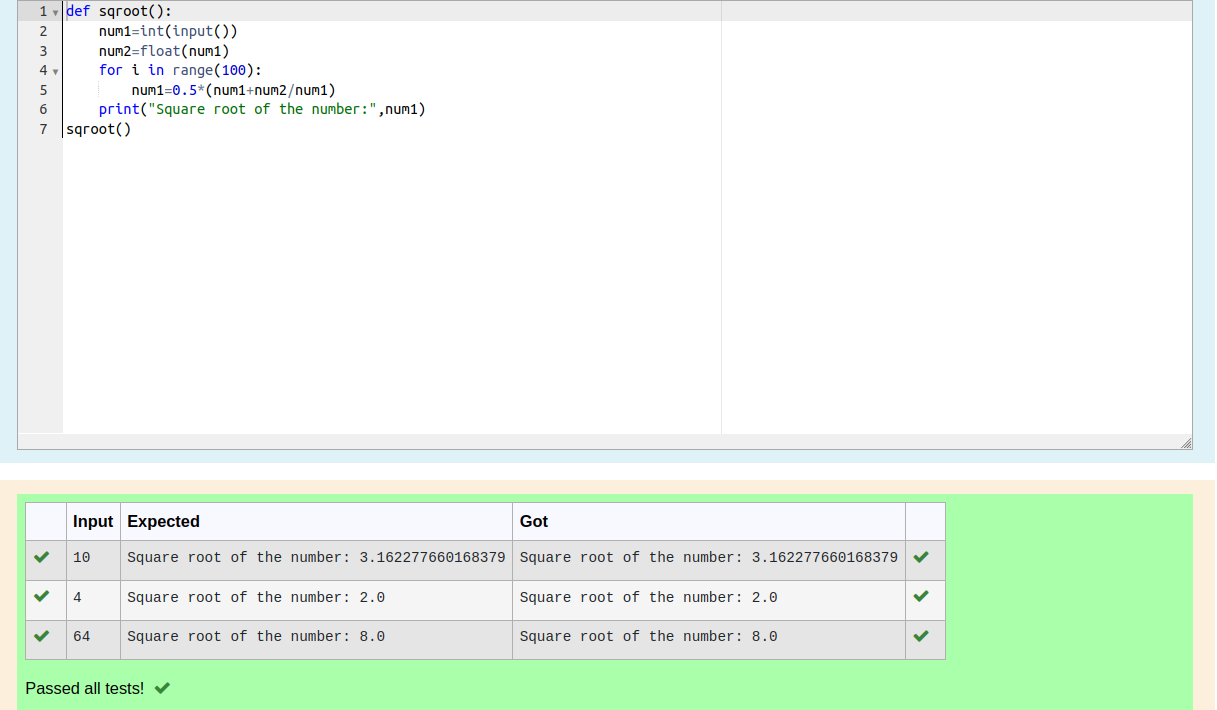 1 def sqroot():
2     num1=int(input())
3     num2=float(num1)
4     for i in range(100):
5         num1=0.5*(num1+num2/num1)
6     print("Square root of the number:",num1)
7 sqroot()
Input Expected Got
10 Square root of the number: 3.162277660168379 Square root of the number: 3.162277660168379
4 Square root of the number: 2.0 Square root of the number: 2.0
64 Square root of the number: 8.0 Square root of the number: 8.0
Passed all tests!